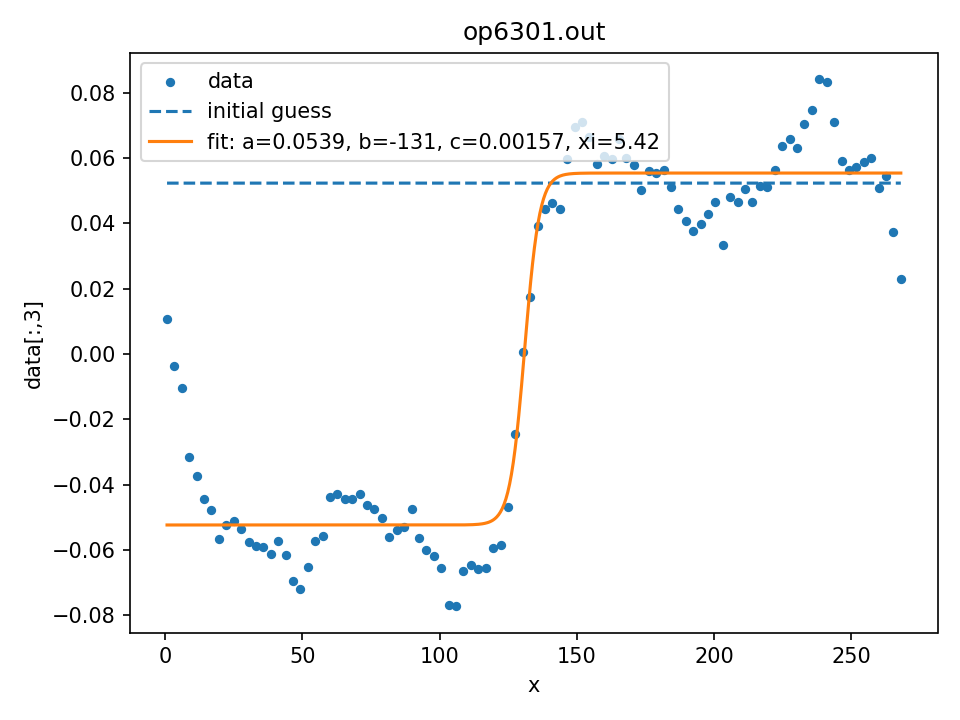 op6301.out
data
initial guess
fit: a=0.0539, b=-131, c=0.00157, xi=5.42
0.08
0.06
0.04
0.02
0.00
−0.02
−0.04
−0.06
−0.08
data[:,3]
0 50 100 150 200 250
x